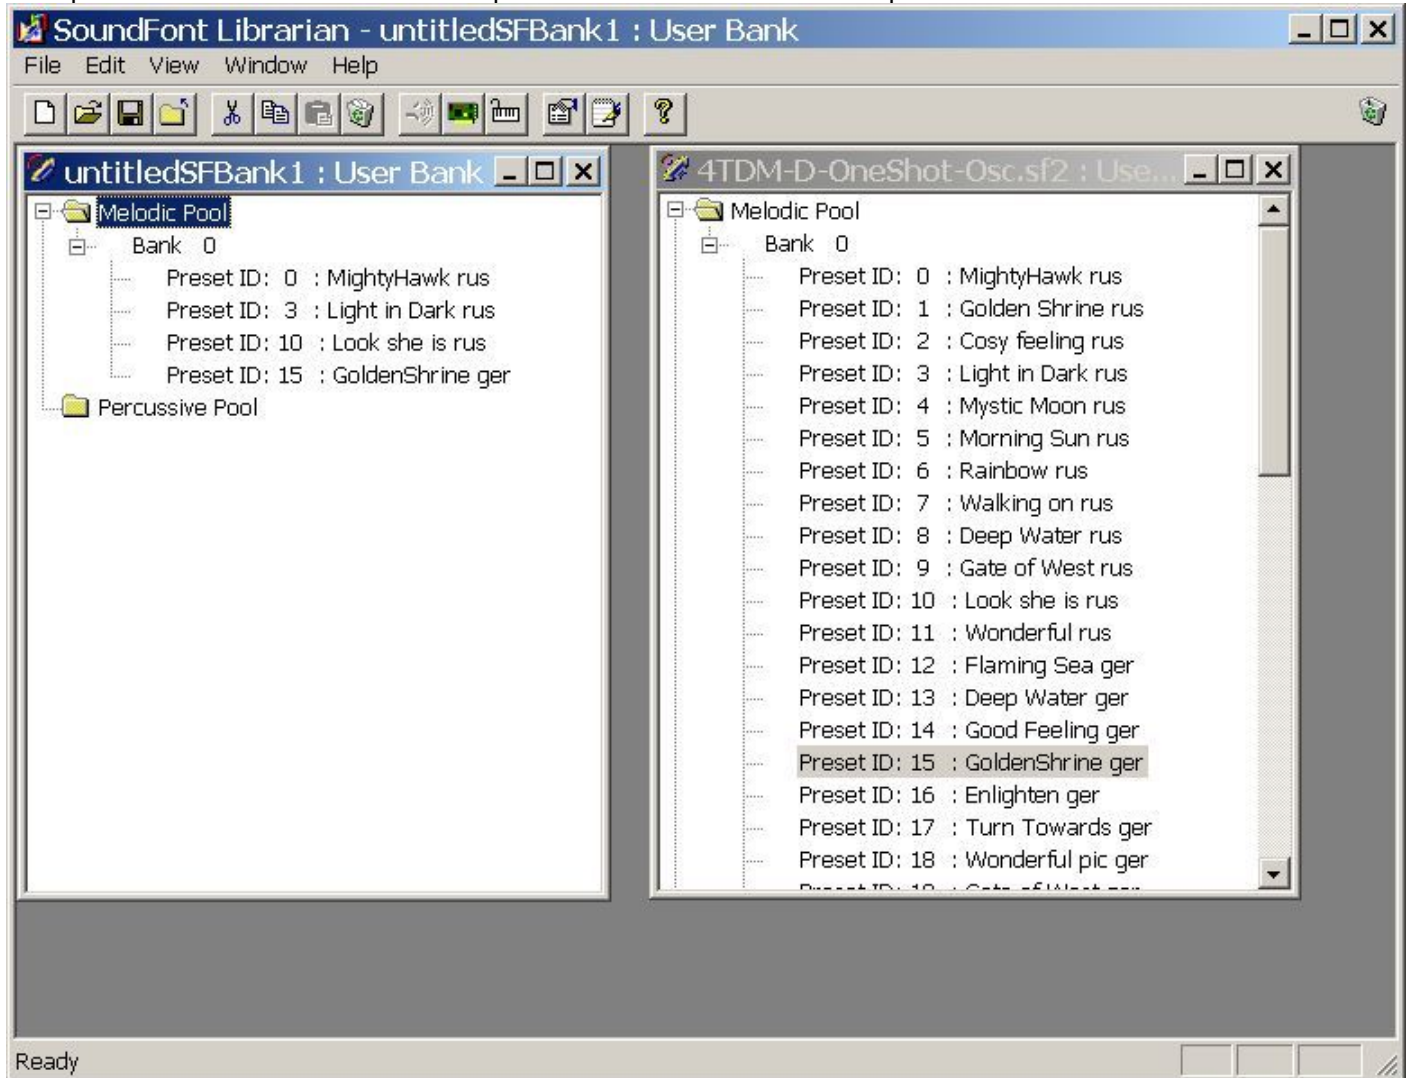 SoundFont Librarian - untitledSFBank1 : User Bank
File Edit View Window Help
untitledSFBank1 : User Bank
Melodic Pool
Bank 0
Preset ID: 0 : MightyHawk rus
Preset ID: 3 : Light in Dark rus
Preset ID: 10 : Look she is rus
Preset ID: 15 : GoldenShrine ger
Percussive Pool
4TDM-D-OneShot-Osc.sf2 : Use...
Melodic Pool
Bank 0
Preset ID: 0 : MightyHawk rus
Preset ID: 1 : Golden Shrine rus
Preset ID: 2 : Cosy feeling rus
Preset ID: 3 : Light in Dark rus
Preset ID: 4 : Mystic Moon rus
Preset ID: 5 : Morning Sun rus
Preset ID: 6 : Rainbow rus
Preset ID: 7 : Walking on rus
Preset ID: 8 : Deep Water rus
Preset ID: 9 : Gate of West rus
Preset ID: 10 : Look she is rus
Preset ID: 11 : Wonderful rus
Preset ID: 12 : Flaming Sea ger
Preset ID: 13 : Deep Water ger
Preset ID: 14 : Good Feeling ger
Preset ID: 15 : GoldenShrine ger
Preset ID: 16 : Enlighten ger
Preset ID: 17 : Turn Towards ger
Preset ID: 18 : Wonderful pic ger
Preset ID: 19 : Gate of West ger
Ready